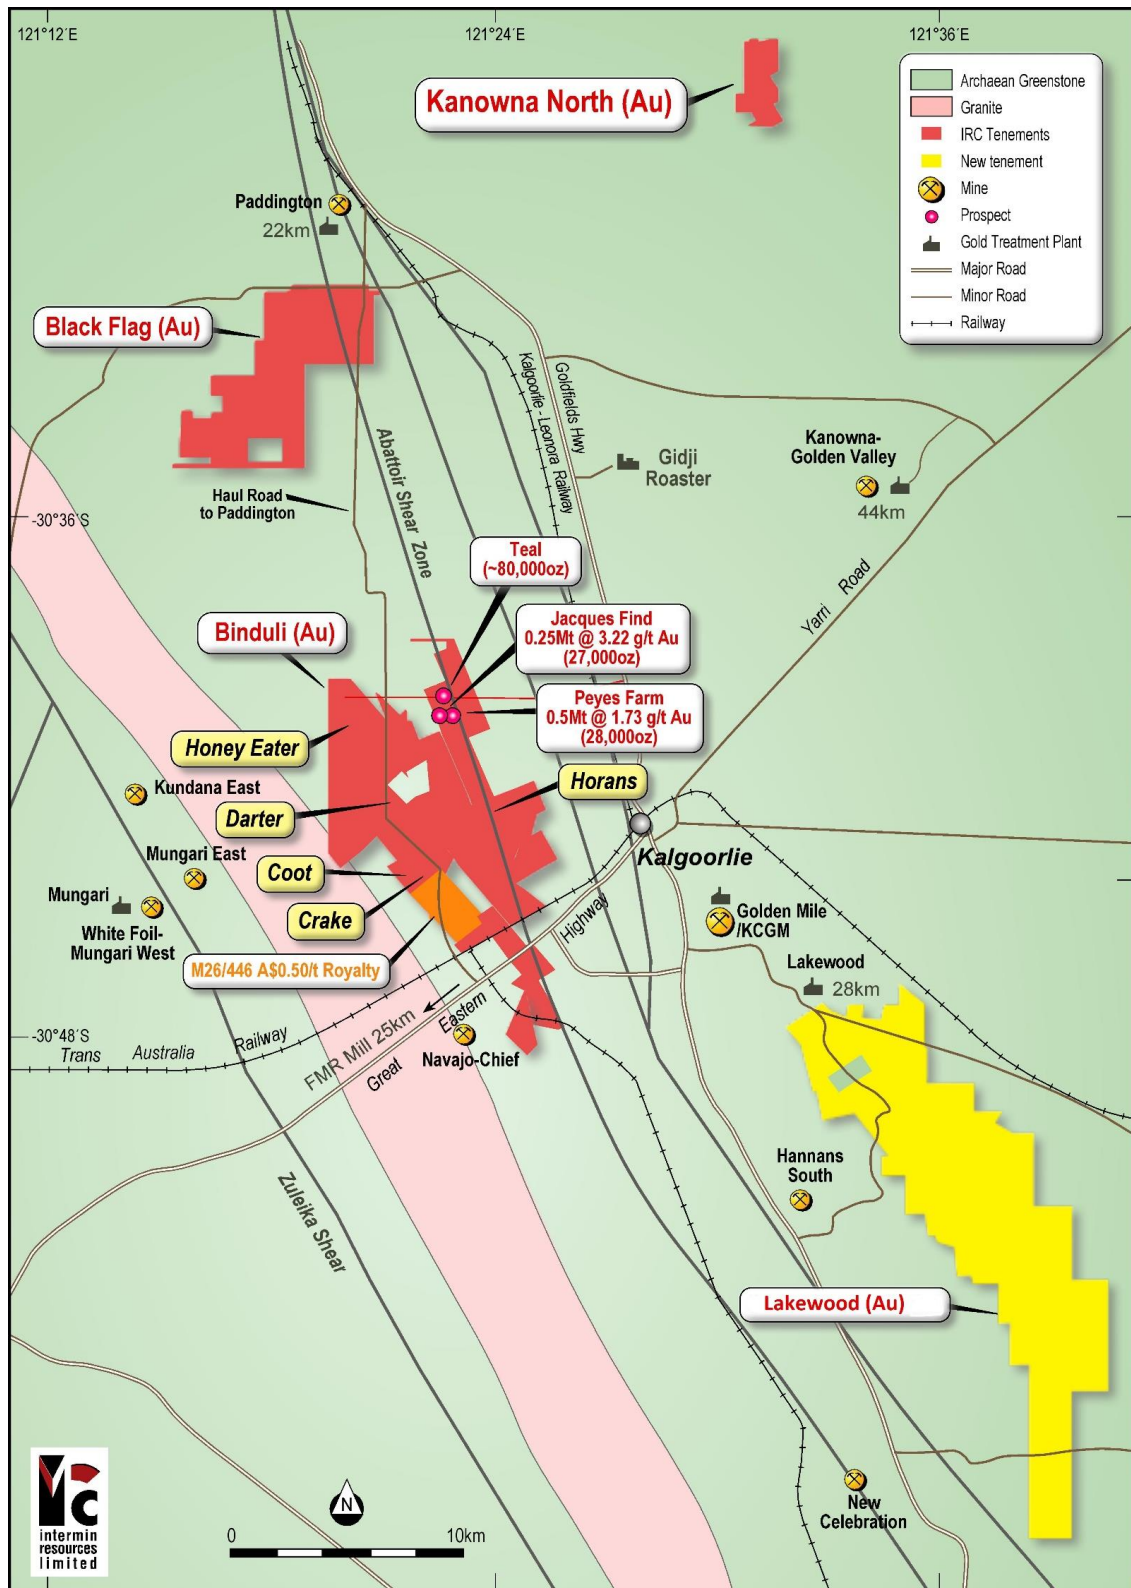 121°12´E
121°24´E
121°36´E
Kanowna North (Au)
Archaean Greenstone
Granite
IRC Tenements
New tenement
Mine
Prospect
Gold Treatment Plant
Major Road
Minor Road
Railway
Paddington
22km
Black Flag (Au)
Kalgoorlie - Leonora Railway
Goldfields Hwy
Abattoir Shear Zone
Gidji
Roaster
Kanowna-
Golden Valley
44km
Haul Road
to Paddington
-30°36´S
Teal
(~80,000oz)
Yarri Road
Jacques Find
0.25Mt @ 3.22 g/t Au
(27,000oz)
Binduli (Au)
Peyes Farm
0.5Mt @ 1.73 g/t Au
(28,000oz)
Honey Eater
Horans
Kundana East
Darter
Kalgoorlie
Mungari East
Coot
Mungari
Crake
White Foil-
Mungari West
Golden Mile
/KCGM
M26/446 A$0.50/t Royalty
Lakewood
28km
Great Eastern Highway
FMR Mill 25km
-30°48´S
Trans Australia Railway
Navajo-Chief
Hannans
South
Zuleika Shear
Lakewood (Au)
New
Celebration
N
0 10km
intermin
resources
limited